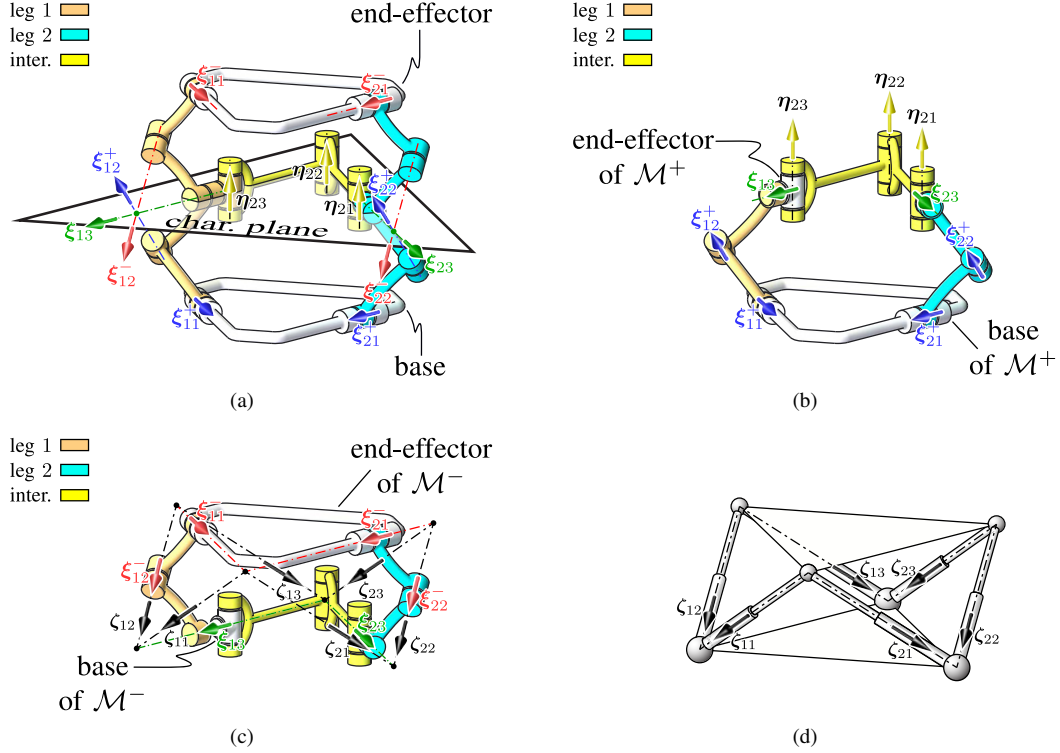 leg 1
leg 2
inter.
end-effector
ξ₁₁⁻
ξ₂₁⁻
ξ₁₂⁺
η₂₂
ξ₂₂⁺
η₂₃
η₂₁
ξ₁₃
char. plane
ξ₂₃
ξ₁₂⁻
ξ₂₂⁻
ξ₁₁⁺
ξ₂₁⁺
base
(a)
leg 1
leg 2
inter.
η₂₂
η₂₃
η₂₁
end-effector
of M⁺
ξ₁₃
ξ₂₃
ξ₁₂⁺
ξ₂₂⁺
ξ₁₁⁺
ξ₂₁⁺
base
of M⁺
(b)
leg 1
leg 2
inter.
end-effector
of M⁻
ξ₁₁⁻
ξ₂₁⁻
ξ₁₂⁻
ζ₁₃
ζ₂₃
ξ₂₂⁻
ζ₁₂
ζ₁₁
ξ₁₃
ξ₂₃
ζ₂₁
ζ₂₂
base
of M⁻
(c)
ζ₁₃
ζ₂₃
ζ₁₂
ζ₁₁
ζ₂₁
ζ₂₂
(d)